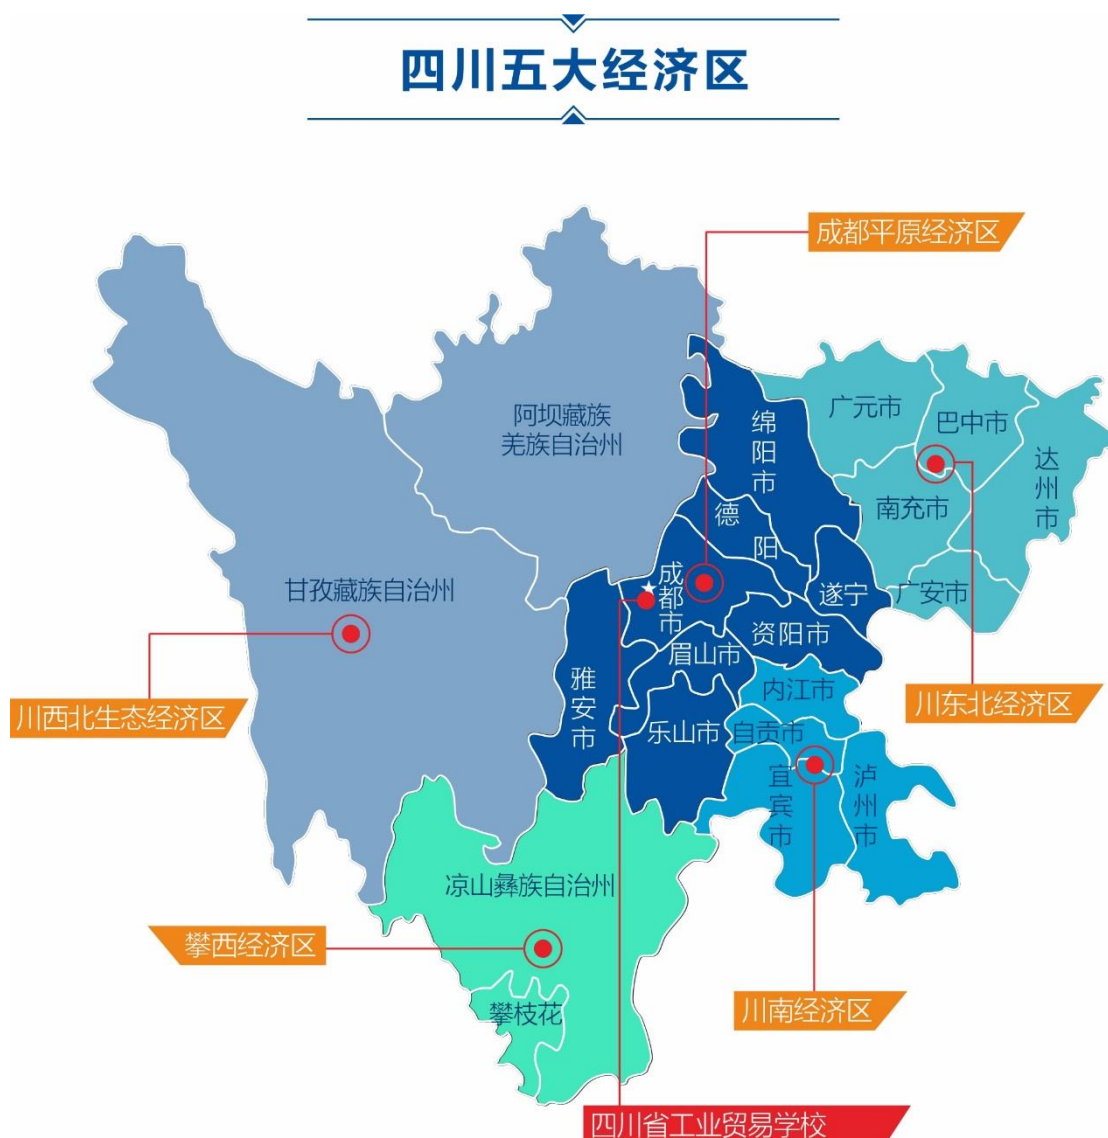 四川五大经济区
成都平原经济区
广元市
巴中市
绵阳市
达州市
阿坝藏族
羌族自治州
南充市
德阳
成都市
甘孜藏族自治州
遂宁
广安市
资阳市
眉山市
雅安市
内江市
川西北生态经济区
川东北经济区
乐山市
自贡市
宜宾市
泸州市
凉山彝族自治州
攀西经济区
攀枝花
川南经济区
四川省工业贸易学校